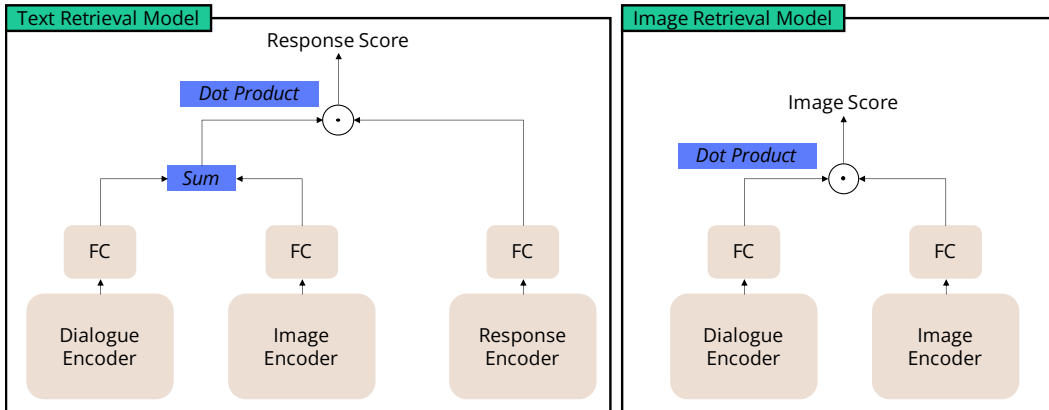 Text Retrieval Model
Response Score
Dot Product
Sum
FC
FC
FC
Dialogue
Encoder
Image
Encoder
Response
Encoder
Image Retrieval Model
Image Score
Dot Product
FC
FC
Dialogue
Encoder
Image
Encoder